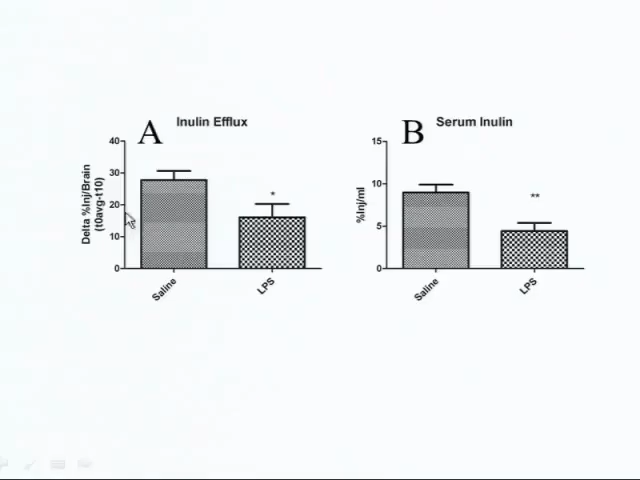 A
Inulin Efflux
40
30
20
10
0
Delta %Inj/Brain
(t0avg-t10)
*
Saline
LPS
B
Serum Inulin
15
10
5
0
%Inj/ml
**
Saline
LPS